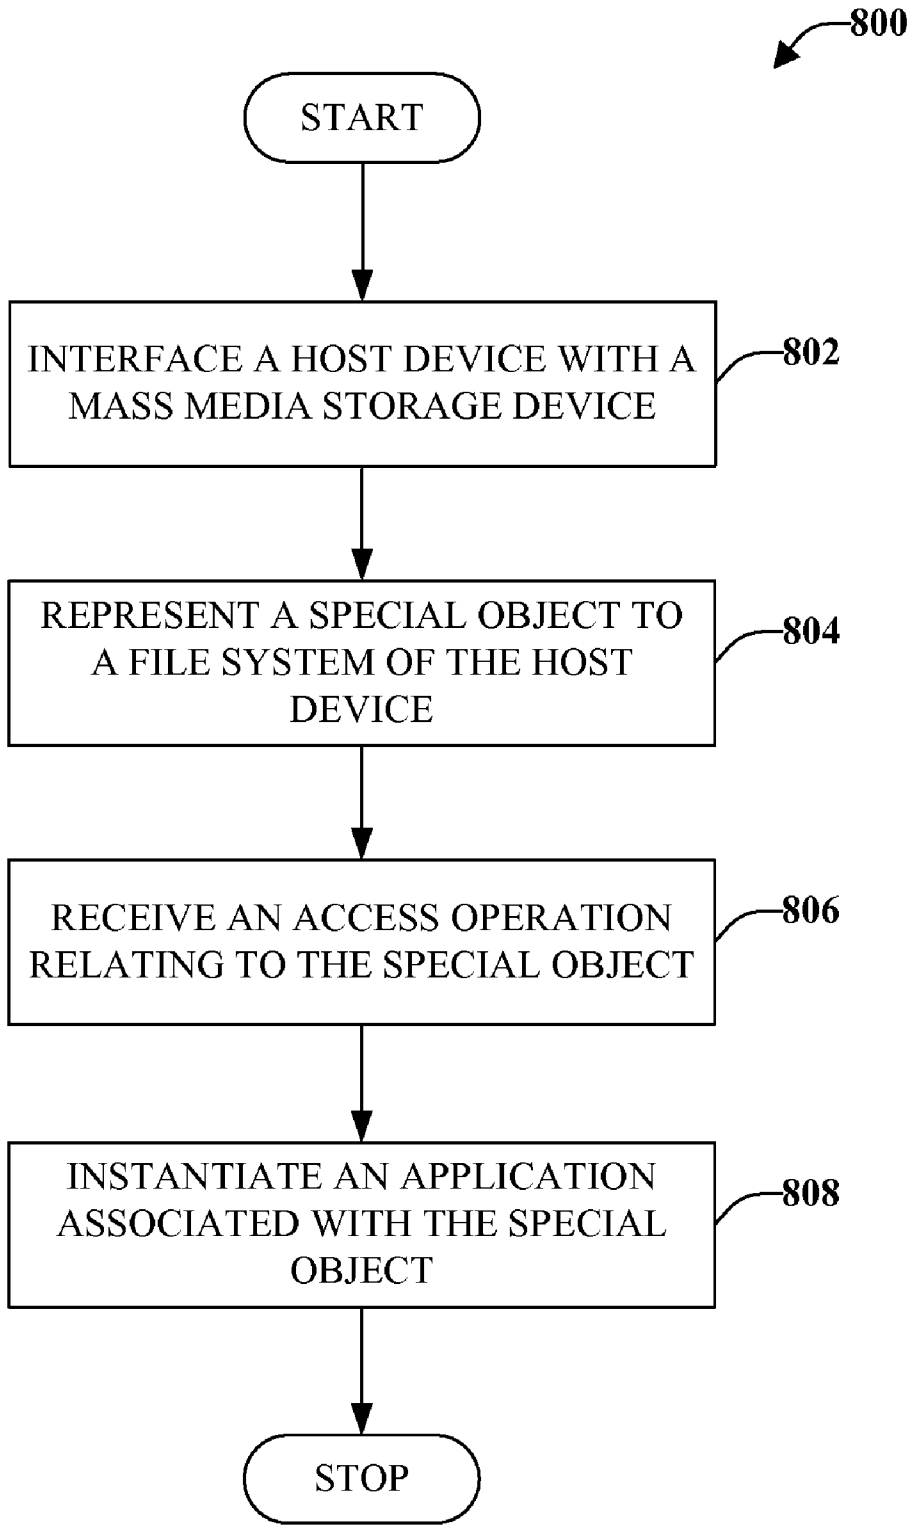 800
START
INTERFACE A HOST DEVICE WITH A
MASS MEDIA STORAGE DEVICE
802
REPRESENT A SPECIAL OBJECT TO
A FILE SYSTEM OF THE HOST
DEVICE
804
RECEIVE AN ACCESS OPERATION
RELATING TO THE SPECIAL OBJECT
806
INSTANTIATE AN APPLICATION
ASSOCIATED WITH THE SPECIAL
OBJECT
808
STOP